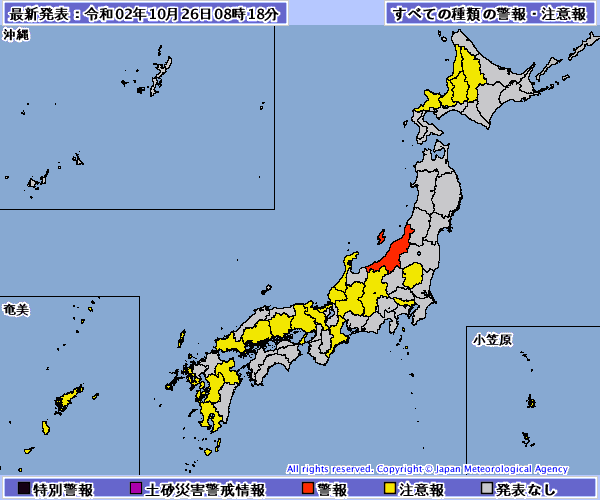 最新発表：令和02年10月26日08時18分
すべての種類の警報・注意報
沖縄
奄美
小笠原
All rights reserved. Copyright © Japan Meteorological Agency
特別警報 土砂災害警戒情報 警報 注意報 発表なし